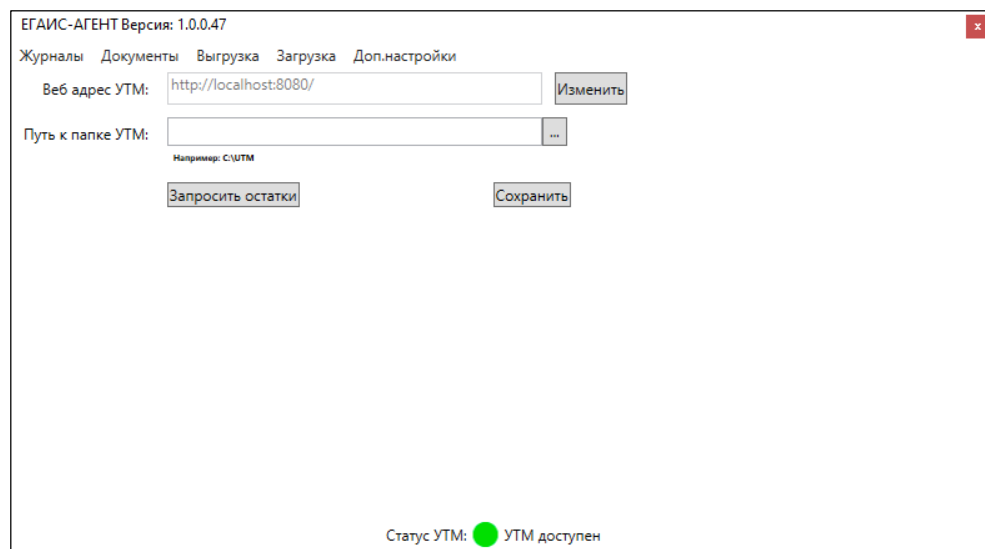 ЕГАИС-АГЕНТ Версия: 1.0.0.47 x
Журналы Документы Выгрузка Загрузка Доп.настройки
Веб адрес УТМ: http://localhost:8080/ Изменить
Путь к папке УТМ: ...
Например: C:\UTM
Запросить остатки Сохранить
Статус УТМ: УТМ доступен